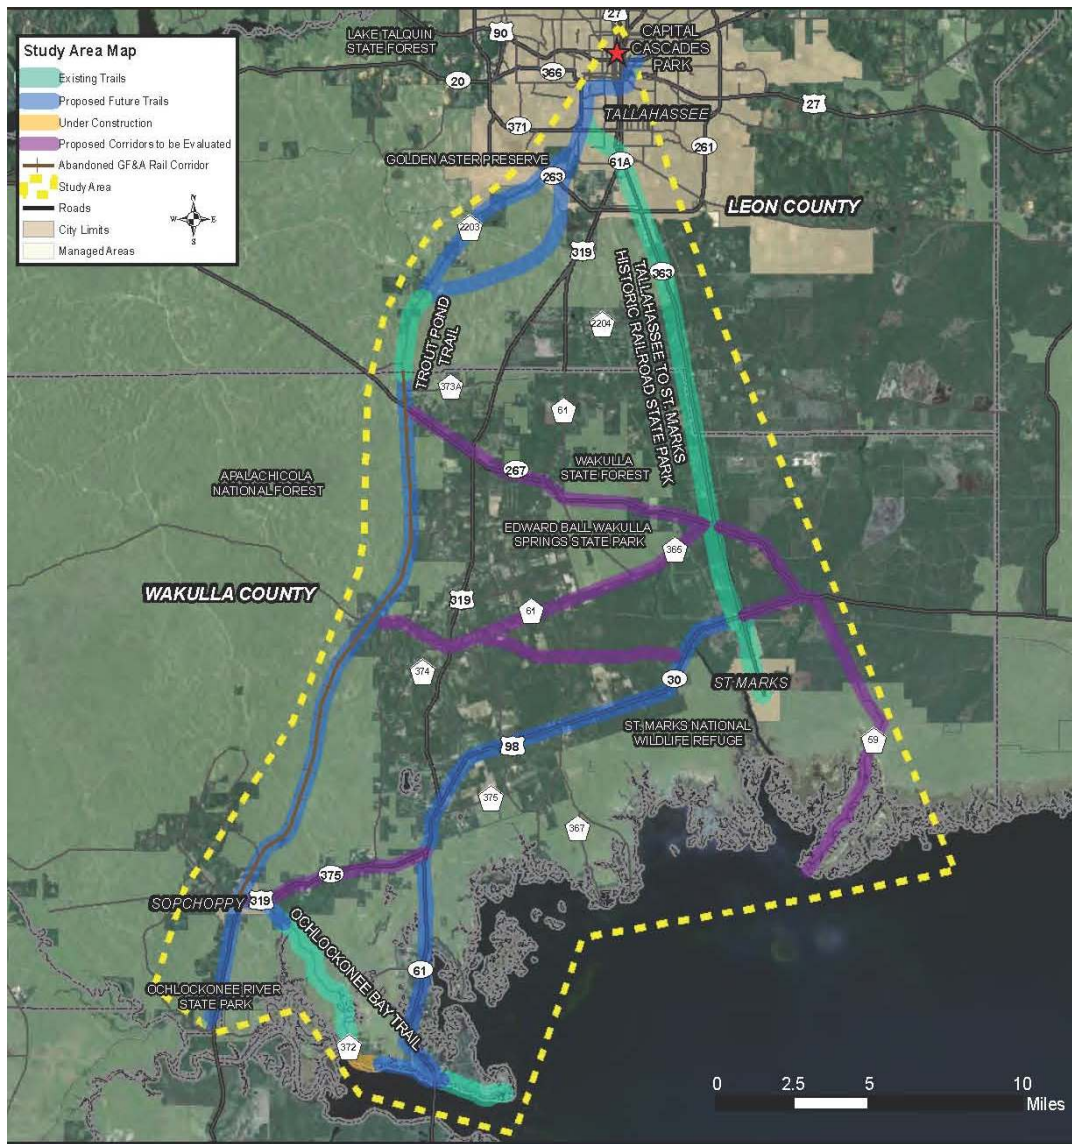 27
90
LAKE TALQUIN
STATE FOREST
CAPITAL
CASCADES
PARK
Study Area Map
Existing Trails
Proposed Future Trails
Under Construction
Proposed Corridors to be Evaluated
Abandoned GF&A Rail Corridor
Study Area
Roads
City Limits
Managed Areas
N
W
E
S
20
366
27
TALLAHASSEE
371
261
GOLDEN ASTER PRESERVE
61A
263
LEON COUNTY
2203
319
363
TALLAHASSEE TO ST. MARKS
HISTORIC RAILROAD STATE PARK
TROUT POND
TRAIL
2204
373A
61
267
WAKULLA
STATE FOREST
APALACHICOLA
NATIONAL FOREST
EDWARD BALL WAKULLA
SPRINGS STATE PARK
365
WAKULLA COUNTY
319
61
374
30
ST MARKS
ST. MARKS NATIONAL
WILDLIFE REFUGE
98
59
375
367
375
SOPCHOPPY
319
OCHLOCKONEE BAY TRAIL
61
OCHLOCKONEE RIVER
STATE PARK
372
0 2.5 5 10
Miles